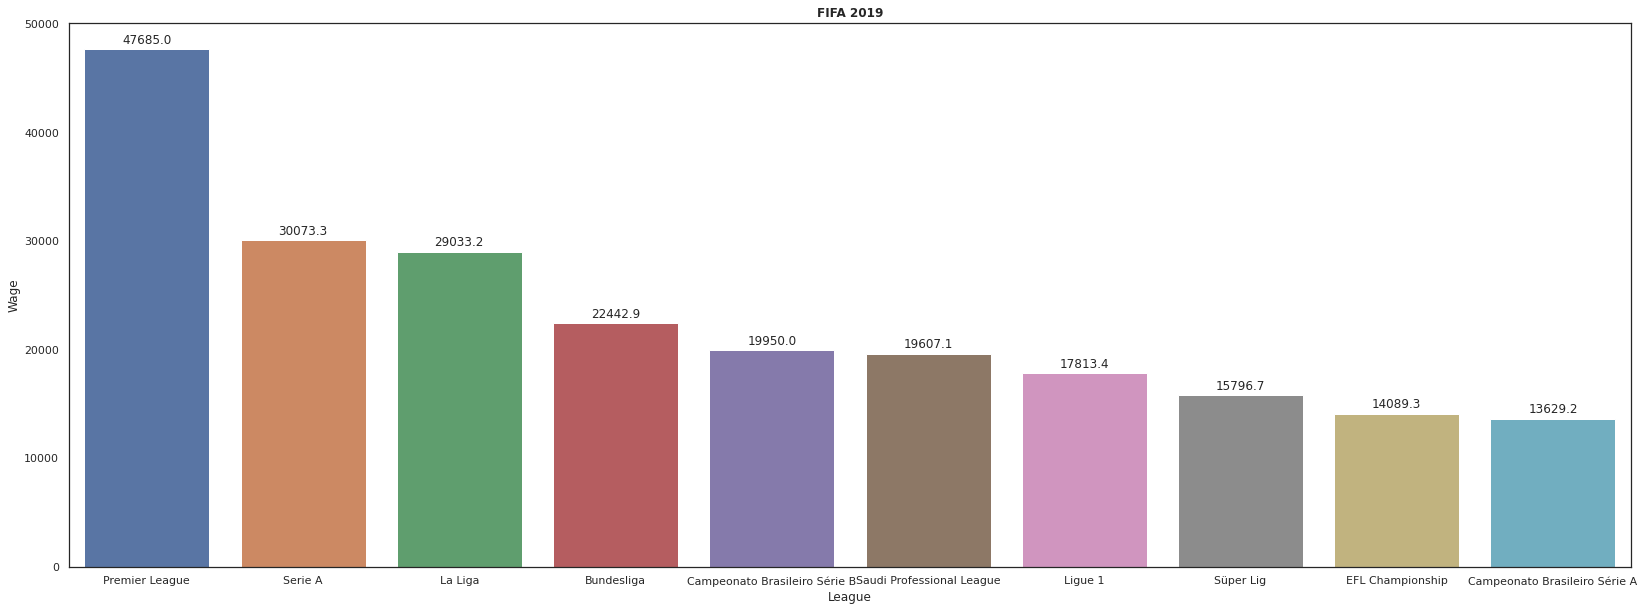 FIFA 2019
50000
40000
30000
20000
10000
0
Wage
47685.0
30073.3
29033.2
22442.9
19950.0
19607.1
17813.4
15796.7
14089.3
13629.2
Premier League
Serie A
La Liga
Bundesliga
Campeonato Brasileiro Série B
Saudi Professional League
Ligue 1
Süper Lig
EFL Championship
Campeonato Brasileiro Série A
League